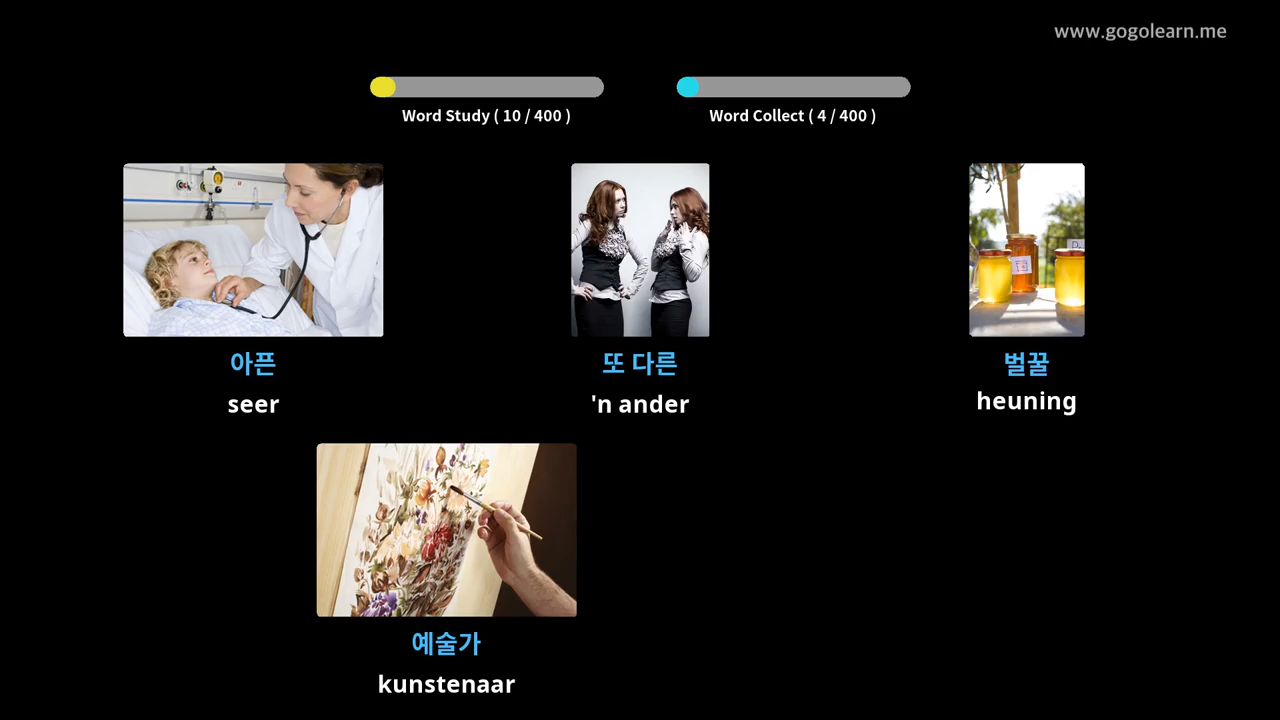 www.gogolearn.me
Word Study ( 10 / 400 )
Word Collect ( 4 / 400 )
아픈
seer
또 다른
'n ander
벌꿀
heuning
예술가
kunstenaar